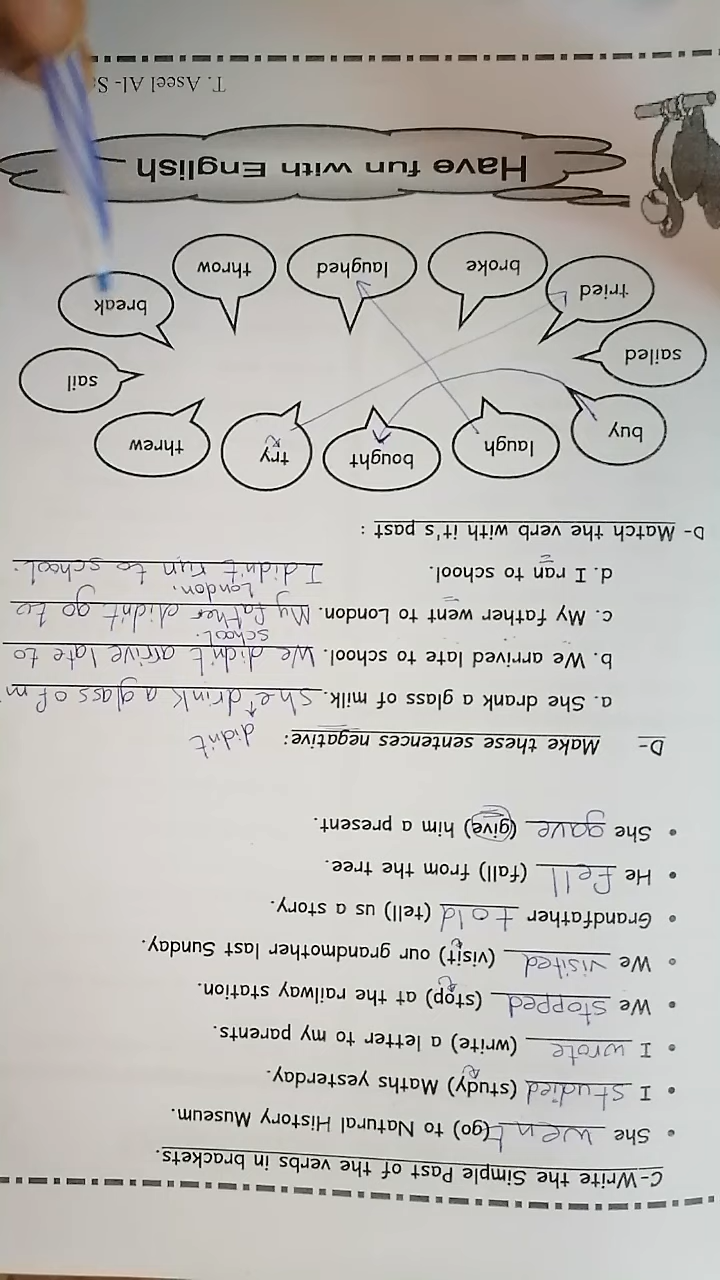 C-Write the Simple Past of the verbs in brackets.
• She went (go) to Natural History Museum.
• I studied (study) Maths yesterday.
• I wrote (write) a letter to my parents.
• We stopped (stop) at the railway station.
• We visited (visit) our grandmother last Sunday.
• Grandfather told (tell) us a story.
• He fell (fall) from the tree.
• She gave (give) him a present.
D- Make these sentences negative: didn't
a. She drank a glass of milk. She drink a glass of
b. We arrived late to school. We didn't arrive late to
school.
c. My father went to London. My father didn't go to
London.
d. I ran to school. I didn't run to school.
D- Match the verb with it's past :
buy laugh bought try threw
sailed sail
tried broke laughed throw break
Have fun with English
T. Aseel Al-